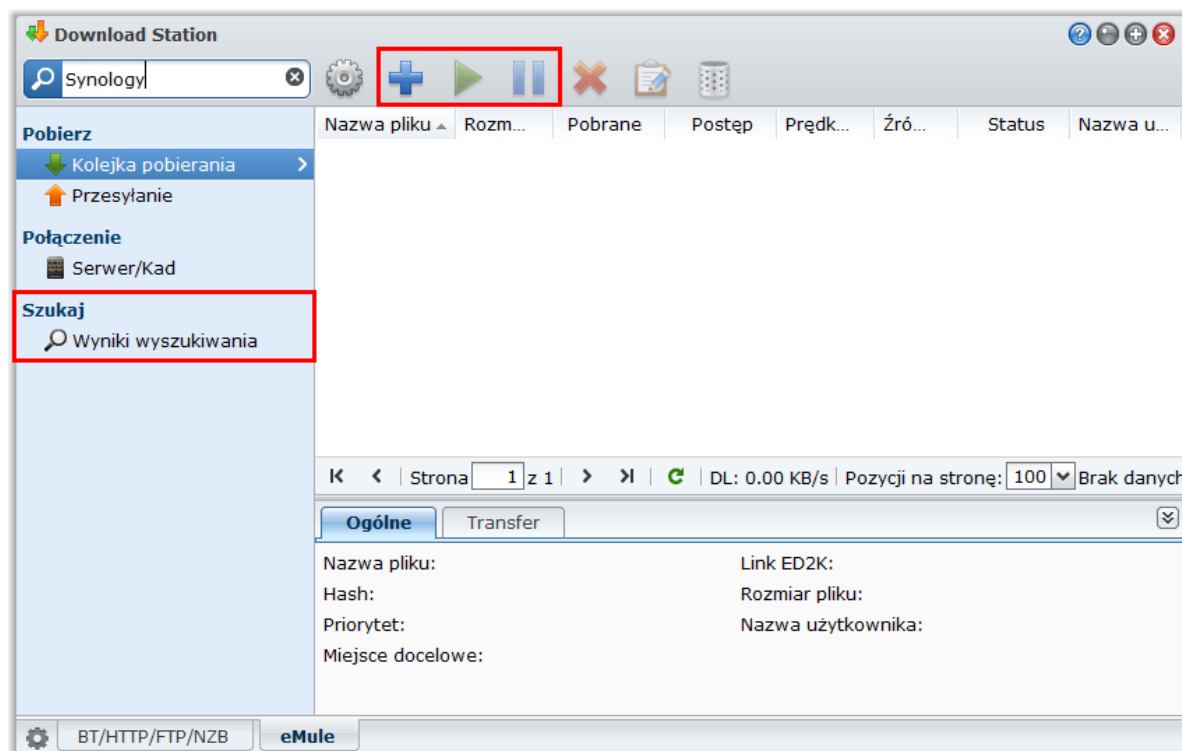 Download Station
Synology
Pobierz
Kolejka pobierania
Przesyłanie
Połączenie
Serwer/Kad
Szukaj
Wyniki wyszukiwania
Nazwa pliku Rozm... Pobrane Postęp Prędk... Źró... Status Nazwa u...
Strona 1 z 1 DL: 0.00 KB/s Pozycji na stronę: 100 Brak danych
Ogólne Transfer
Nazwa pliku: Link ED2K:
Hash: Rozmiar pliku:
Priorytet: Nazwa użytkownika:
Miejsce docelowe:
BT/HTTP/FTP/NZB eMule